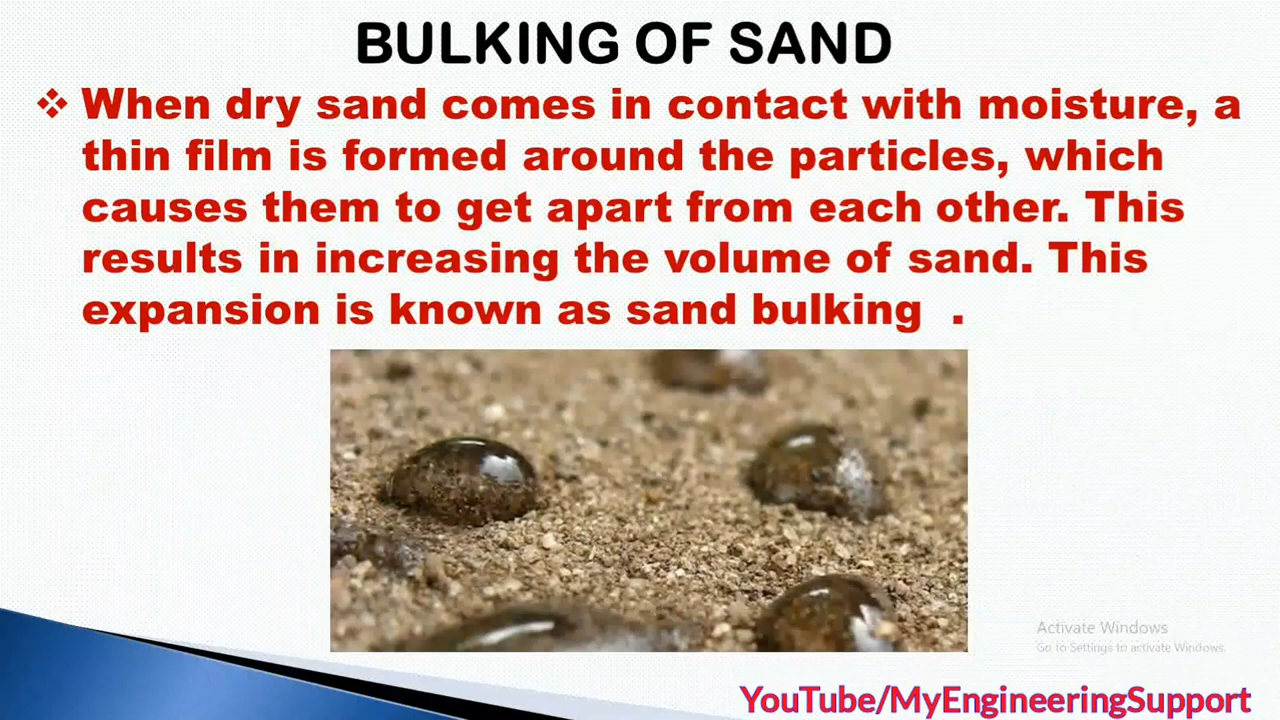 BULKING OF SAND
❖ When dry sand comes in contact with moisture, a
thin film is formed around the particles, which
causes them to get apart from each other. This
results in increasing the volume of sand. This
expansion is known as sand bulking  .
Activate Windows
Go to Settings to activate Windows.
YouTube/MyEngineeringSupport